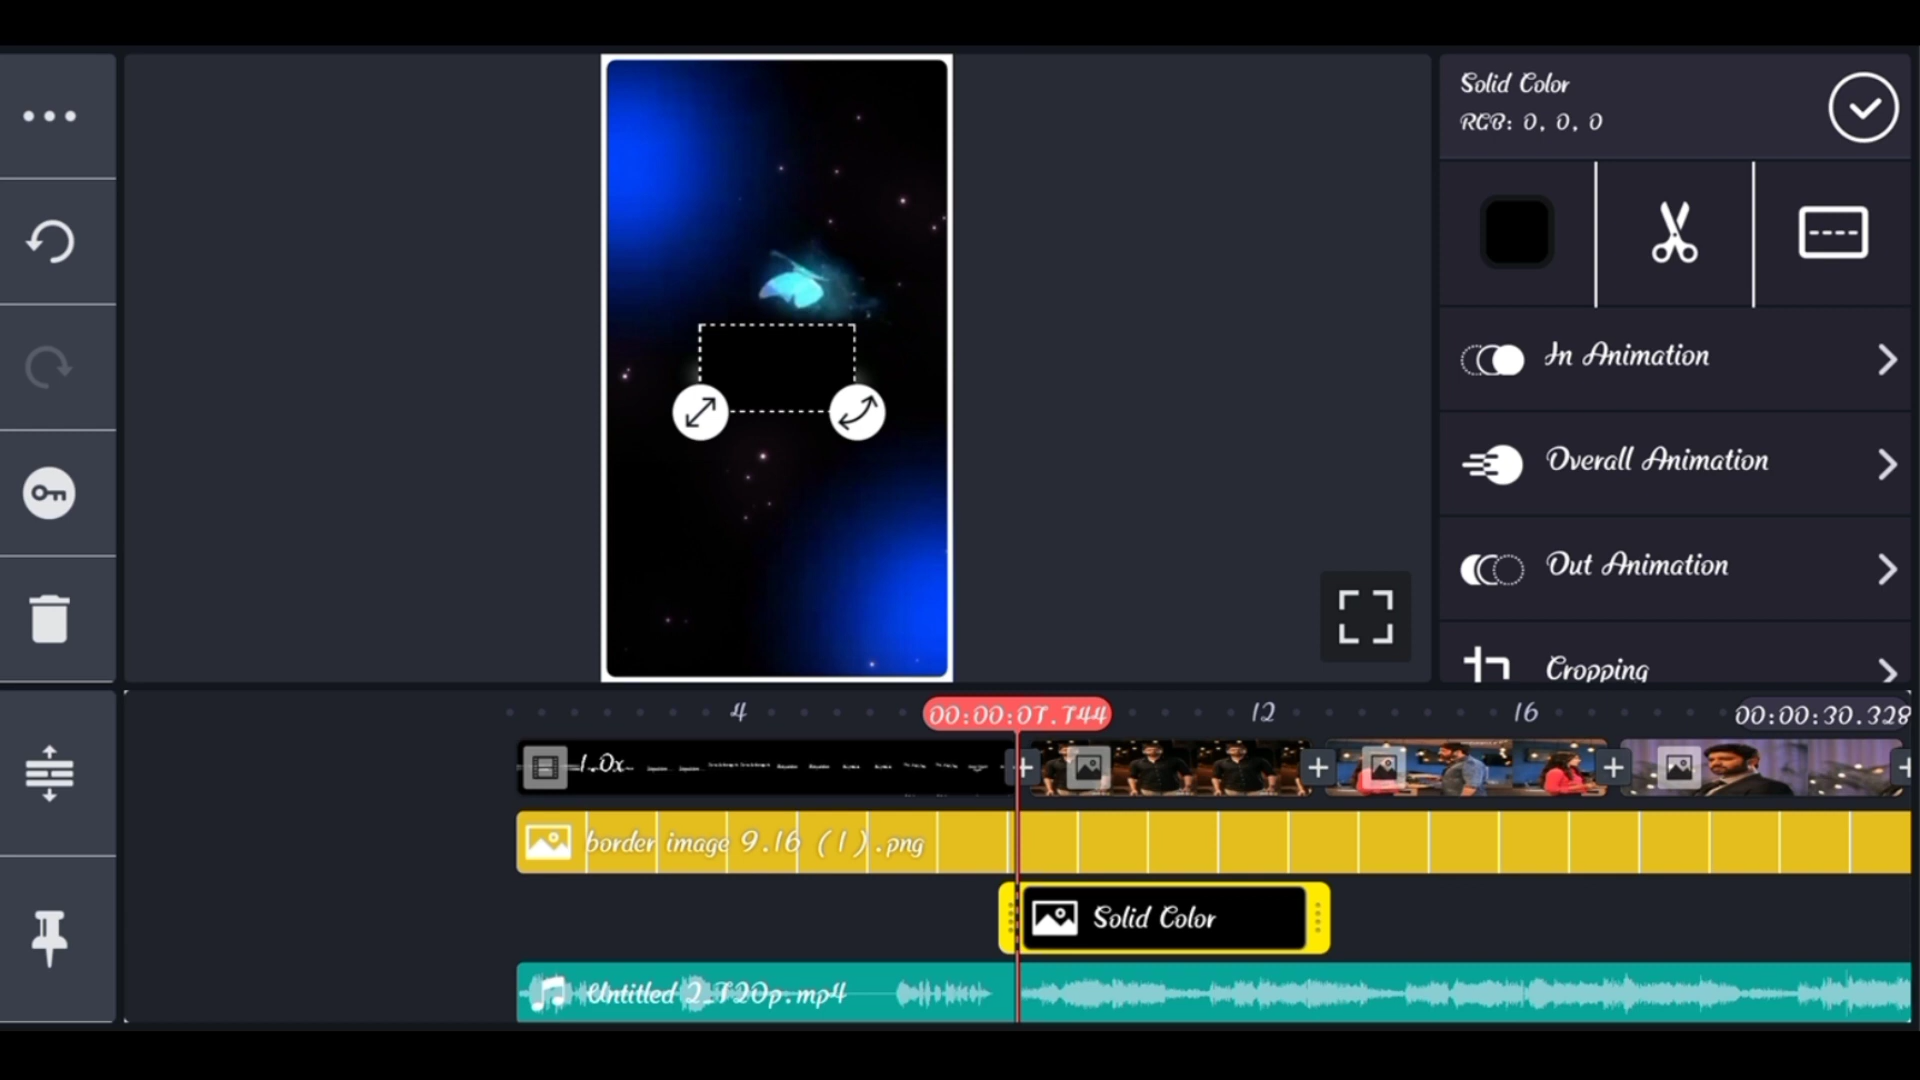 Solid Color
RGB: 0, 0, 0
In Animation
Overall Animation
Out Animation
Cropping
4
00:00:07.744
12
16
00:00:30.328
1.0x
border image 9.16 (1).png
Solid Color
Untitled 2_720p.mp4